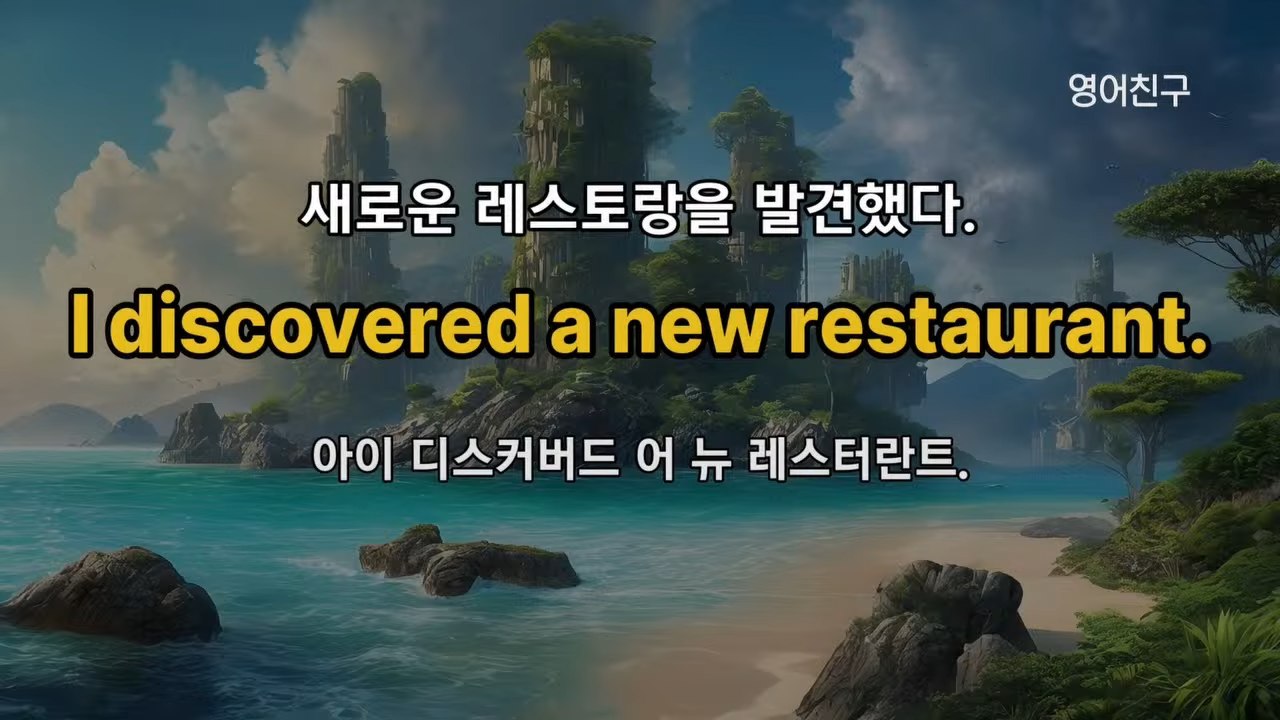 영어친구
새로운 레스토랑을 발견했다.
I discovered a new restaurant.
아이 디스커버드 어 뉴 레스터란트.